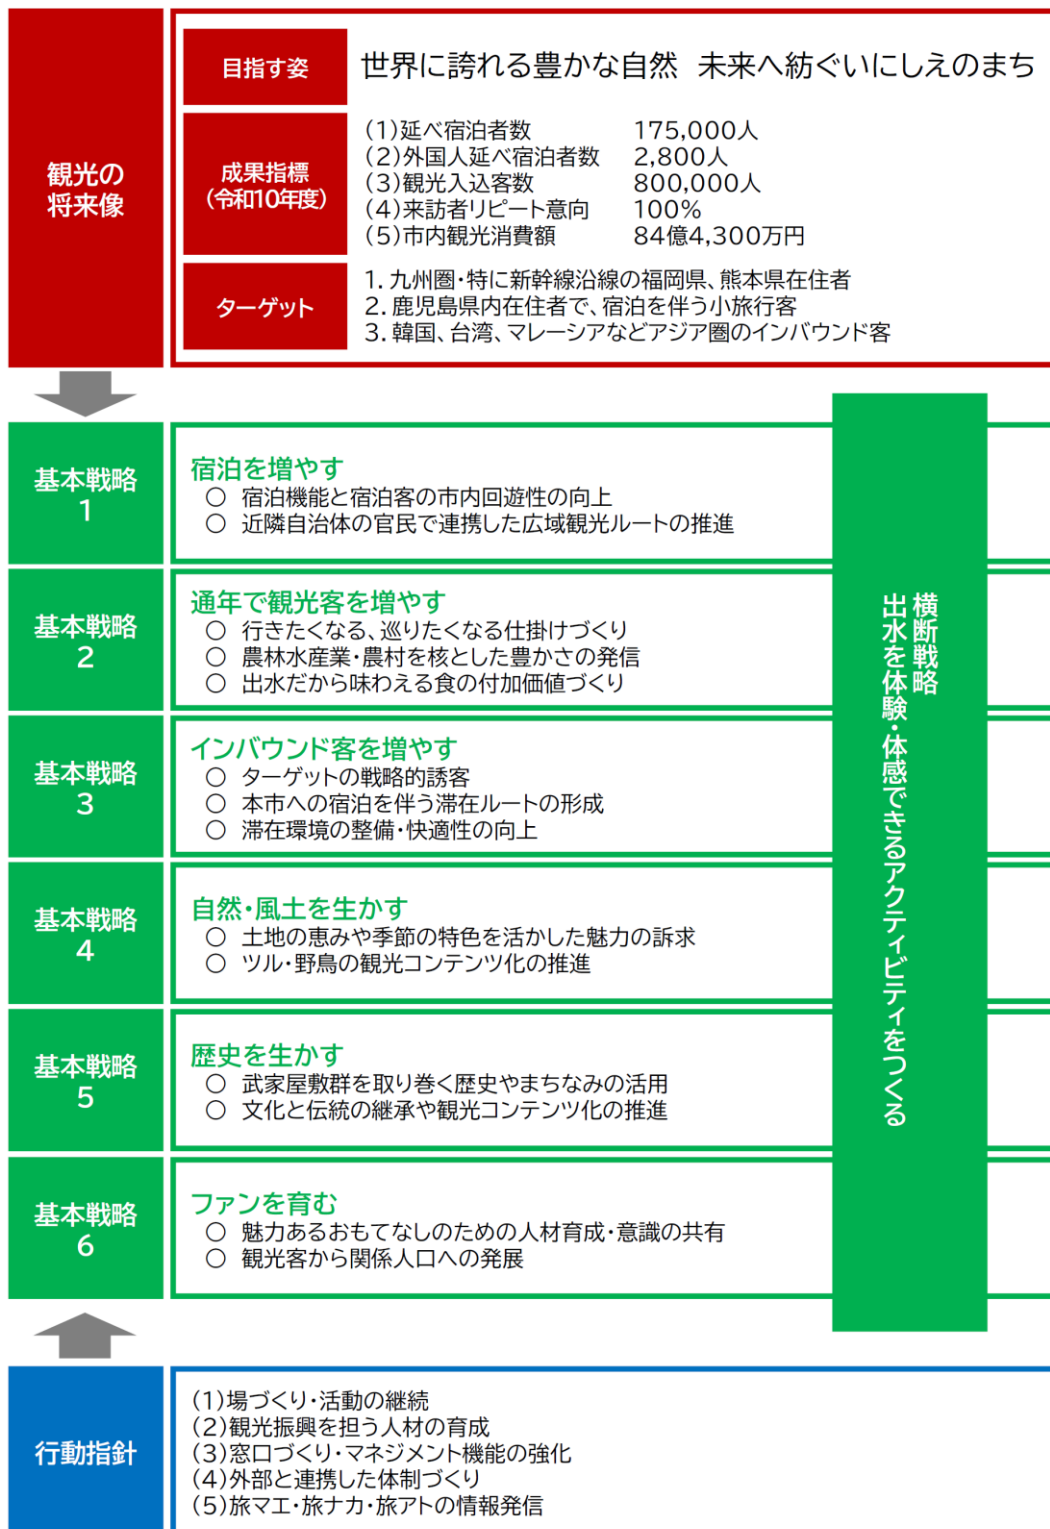 観光の
将来像
目指す姿
世界に誇れる豊かな自然 未来へ紡ぐいにしえのまち
成果指標
(令和10年度)
(1)延べ宿泊者数 175,000人
(2)外国人延べ宿泊者数 2,800人
(3)観光入込客数 800,000人
(4)来訪者リピート意向 100%
(5)市内観光消費額 84億4,300万円
ターゲット
1. 九州圏・特に新幹線沿線の福岡県、熊本県在住者
2. 鹿児島県内在住者で、宿泊を伴う小旅行客
3. 韓国、台湾、マレーシアなどアジア圏のインバウンド客
基本戦略
1
宿泊を増やす
○ 宿泊機能と宿泊客の市内回遊性の向上
○ 近隣自治体の官民で連携した広域観光ルートの推進
基本戦略
2
通年で観光客を増やす
○ 行きたくなる、巡りたくなる仕掛けづくり
○ 農林水産業・農村を核とした豊かさの発信
○ 出水だから味わえる食の付加価値づくり
基本戦略
3
インバウンド客を増やす
○ ターゲットの戦略的誘客
○ 本市への宿泊を伴う滞在ルートの形成
○ 滞在環境の整備・快適性の向上
基本戦略
4
自然・風土を生かす
○ 土地の恵みや季節の特色を活かした魅力の訴求
○ ツル・野鳥の観光コンテンツ化の推進
基本戦略
5
歴史を生かす
○ 武家屋敷群を取り巻く歴史やまちなみの活用
○ 文化と伝統の継承や観光コンテンツ化の推進
基本戦略
6
ファンを育む
○ 魅力あるおもてなしのための人材育成・意識の共有
○ 観光客から関係人口への発展
横断戦略
出水を体験・体感できるアクティビティをつくる
行動指針
(1)場づくり・活動の継続
(2)観光振興を担う人材の育成
(3)窓口づくり・マネジメント機能の強化
(4)外部と連携した体制づくり
(5)旅マエ・旅ナカ・旅アトの情報発信